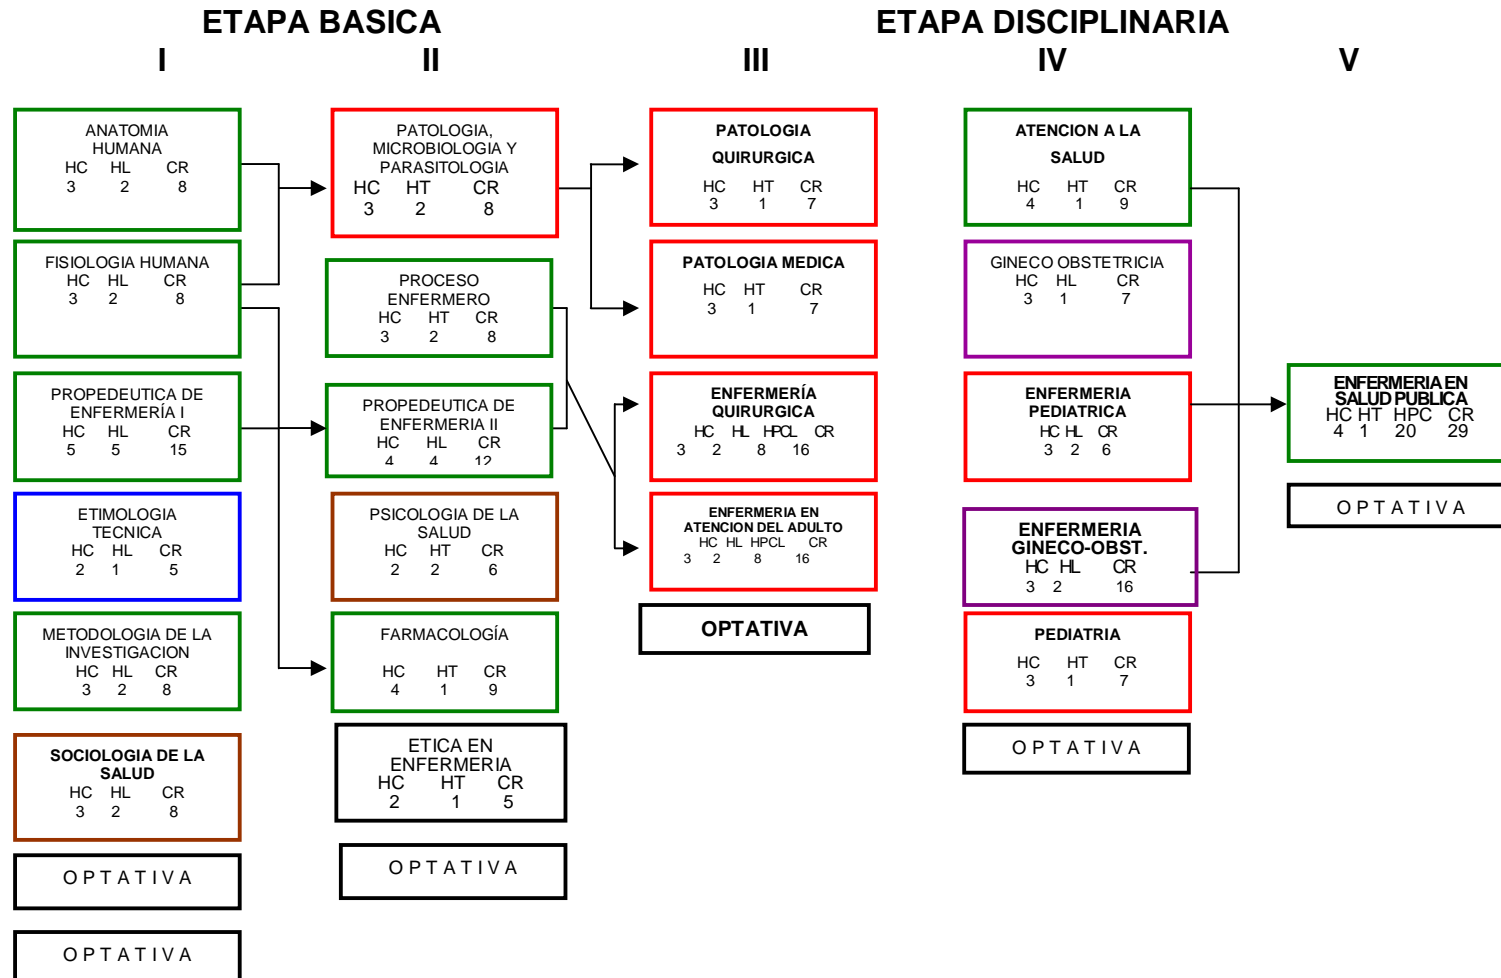 ETAPA BASICA
ETAPA DISCIPLINARIA
I
II
III
IV
V
ANATOMIA
HUMANA
HC HL CR
3 2 8
FISIOLOGIA HUMANA
HC HL CR
3 2 8
PROPEDEUTICA DE
ENFERMERÍA I
HC HL CR
5 5 15
ETIMOLOGIA
TECNICA
HC HL CR
2 1 5
METODOLOGIA DE LA
INVESTIGACION
HC HL CR
3 2 8
SOCIOLOGIA DE LA
SALUD
HC HL CR
3 2 8
O P T A T I V A
O P T A T I V A
PATOLOGIA,
MICROBIOLOGIA Y
PARASITOLOGIA
HC HT CR
3 2 8
PROCESO
ENFERMERO
HC HT CR
3 2 8
PROPEDEUTICA DE
ENFERMERIA II
HC HL CR
4 4 12
PSICOLOGIA DE LA
SALUD
HC HT CR
2 2 6
FARMACOLOGÍA
HC HT CR
4 1 9
ETICA EN
ENFERMERIA
HC HT CR
2 1 5
O P T A T I V A
PATOLOGIA
QUIRURGICA
HC HT CR
3 1 7
PATOLOGIA MEDICA
HC HT CR
3 1 7
ENFERMERÍA
QUIRURGICA
HC HL HPCL CR
3 2 8 16
ENFERMERIA EN
ATENCION DEL ADULTO
HC HL HPCL CR
3 2 8 16
OPTATIVA
ATENCION A LA
SALUD
HC HT CR
4 1 9
GINECO OBSTETRICIA
HC HL CR
3 1 7
ENFERMERIA
PEDIATRICA
HC HL CR
3 2 6
ENFERMERIA
GINECO-OBST.
HC HL CR
3 2 16
PEDIATRIA
HC HT CR
3 1 7
O P T A T I V A
ENFERMERIA EN
SALUD PUBLICA
HC HT HPC CR
4 1 20 29
O P T A T I V A